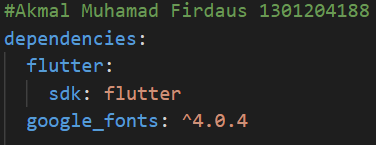 #Akmal Muhamad Firdaus 1301204188
dependencies:
  flutter:
    sdk: flutter
  google_fonts: ^4.0.4